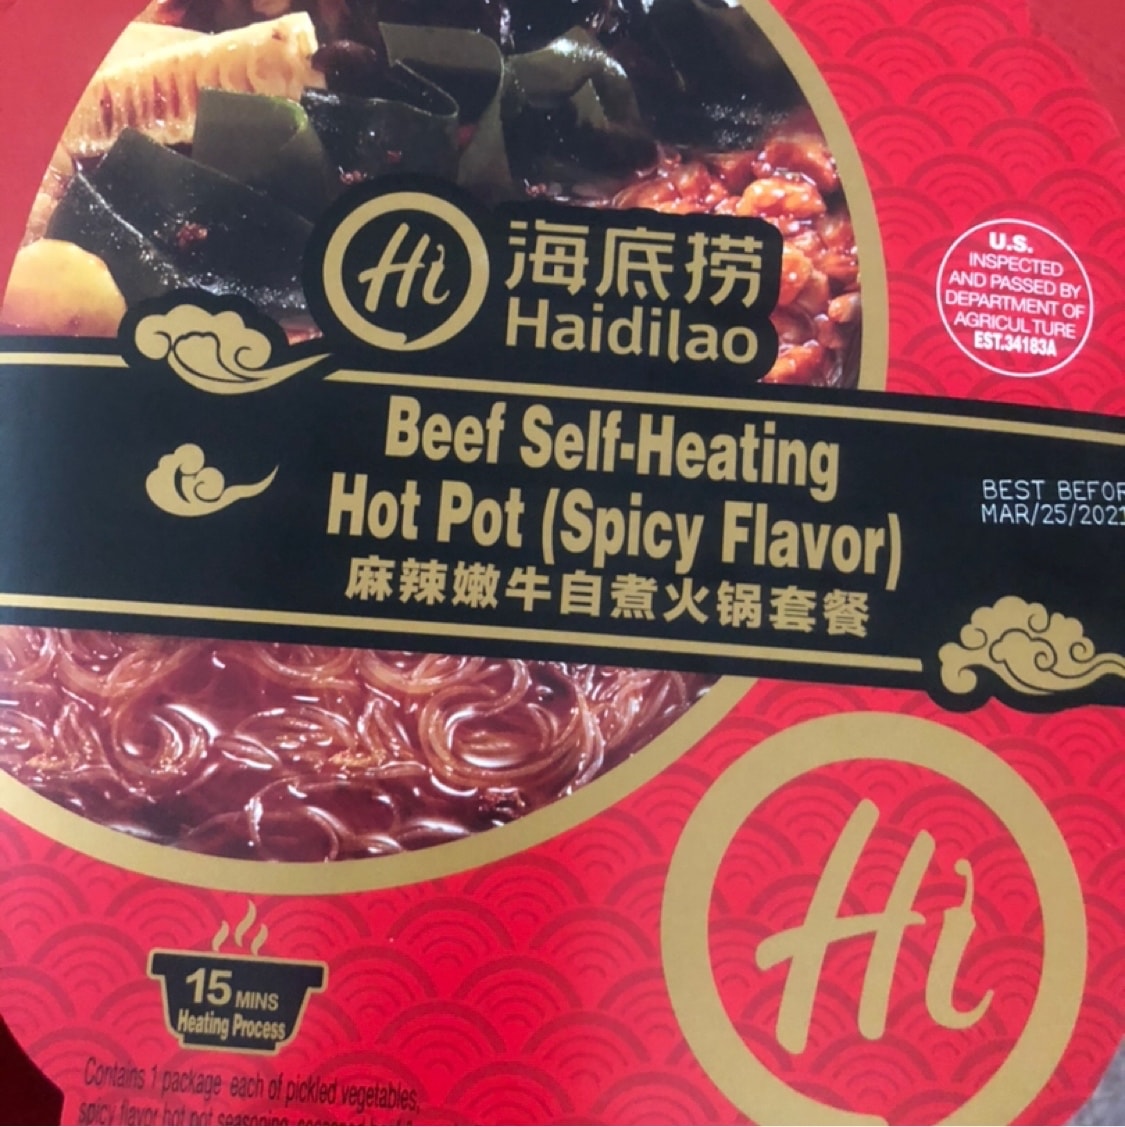 Hi
海底捞
Haidilao
U.S.
INSPECTED
AND PASSED BY
DEPARTMENT OF
AGRICULTURE
EST.34183A
Beef Self-Heating
Hot Pot (Spicy Flavor)
麻辣嫩牛自煮火锅套餐
BEST BEFOR
MAR/25/2021
Hi
15 MINS
Heating Process
Contains 1 package each of pickled vegetables,
spicy flavor hot pot seasoning,